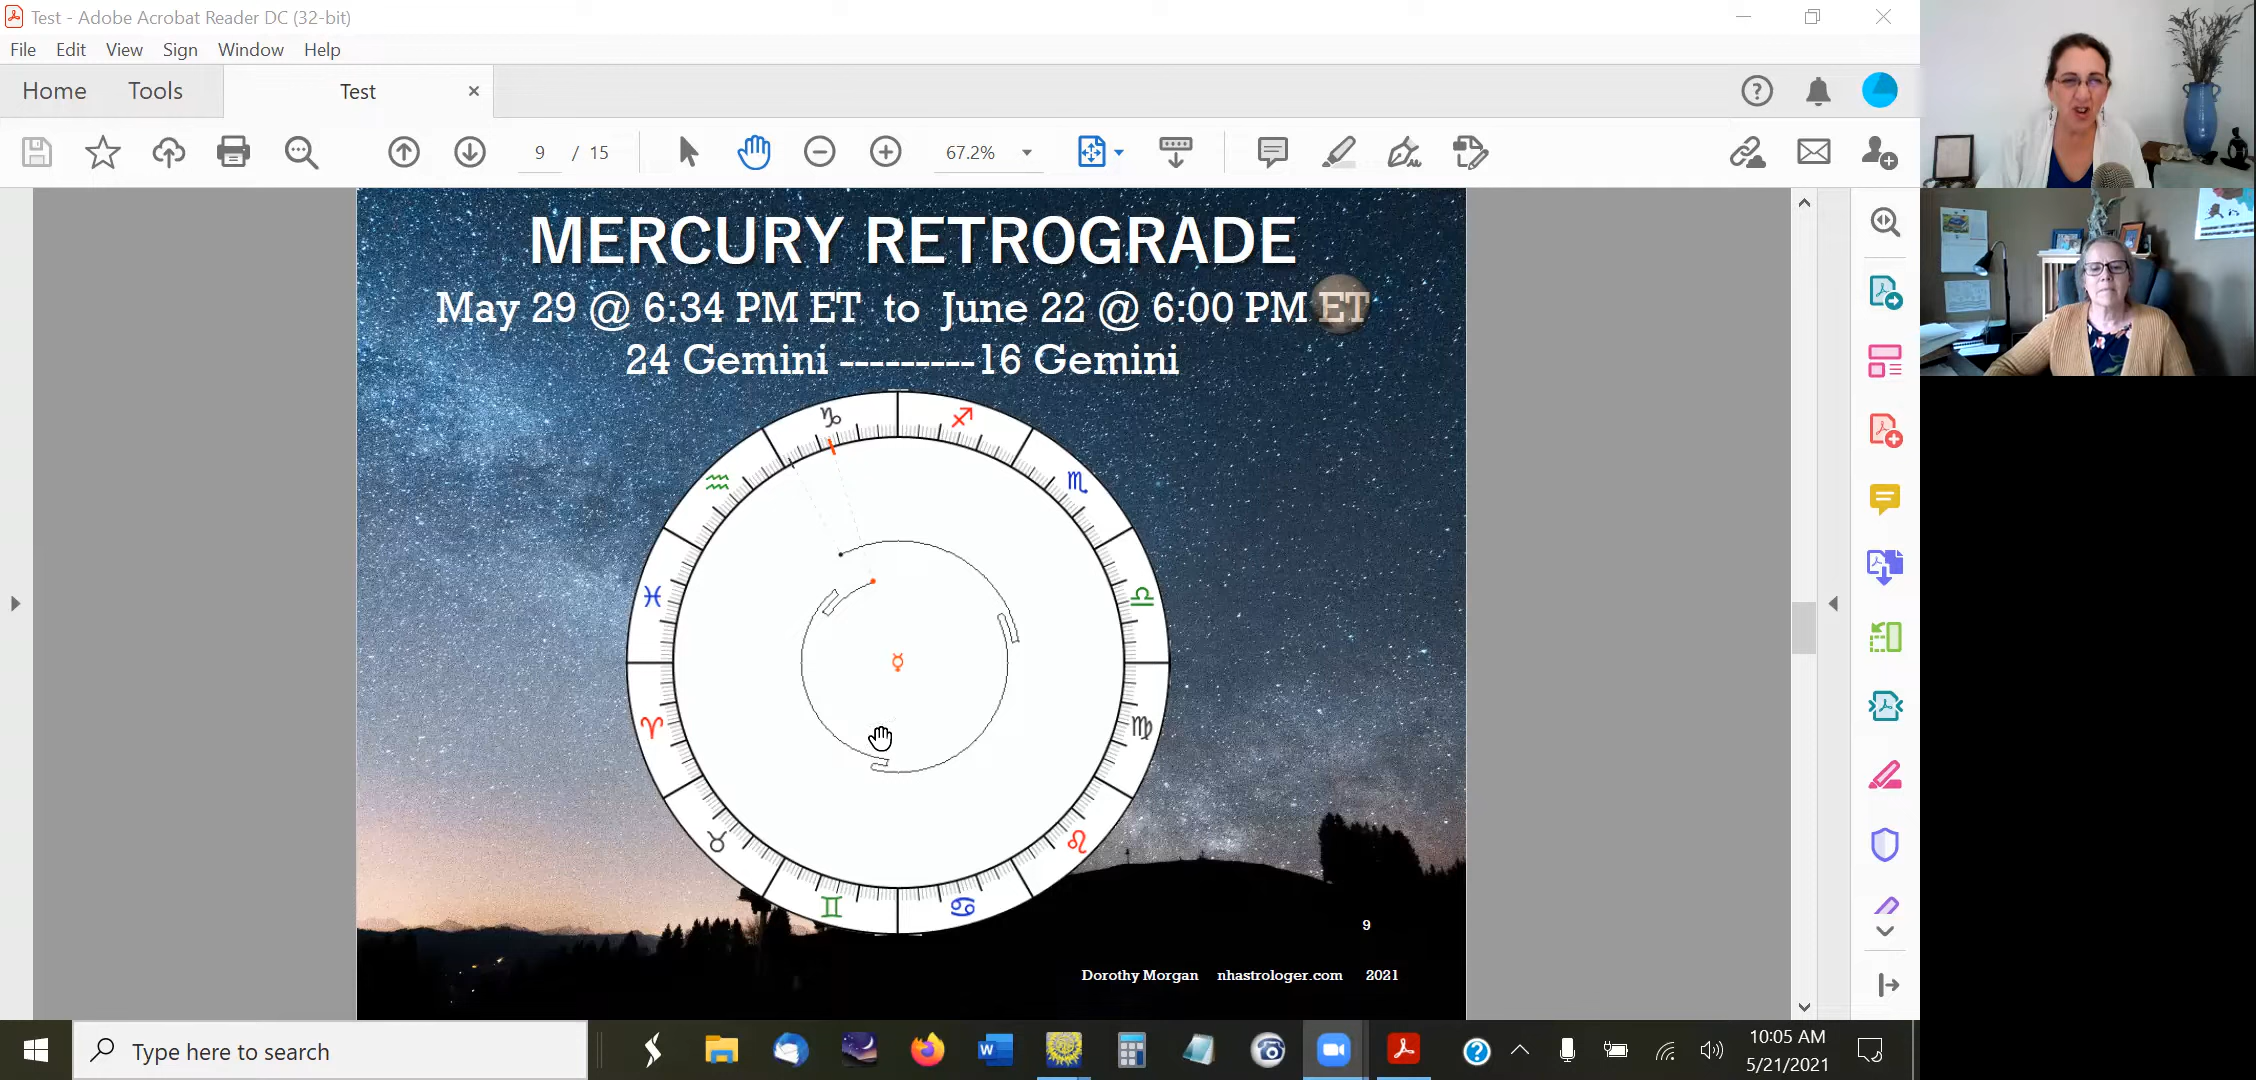 Test - Adobe Acrobat Reader DC (32-bit)
File Edit View Sign Window Help
Home Tools Test
9 / 15 67.2%
MERCURY RETROGRADE
May 29 @ 6:34 PM ET to June 22 @ 6:00 PM ET
24 Gemini ---------16 Gemini
9
Dorothy Morgan nhastrologer.com 2021
Type here to search
10:05 AM
5/21/2021